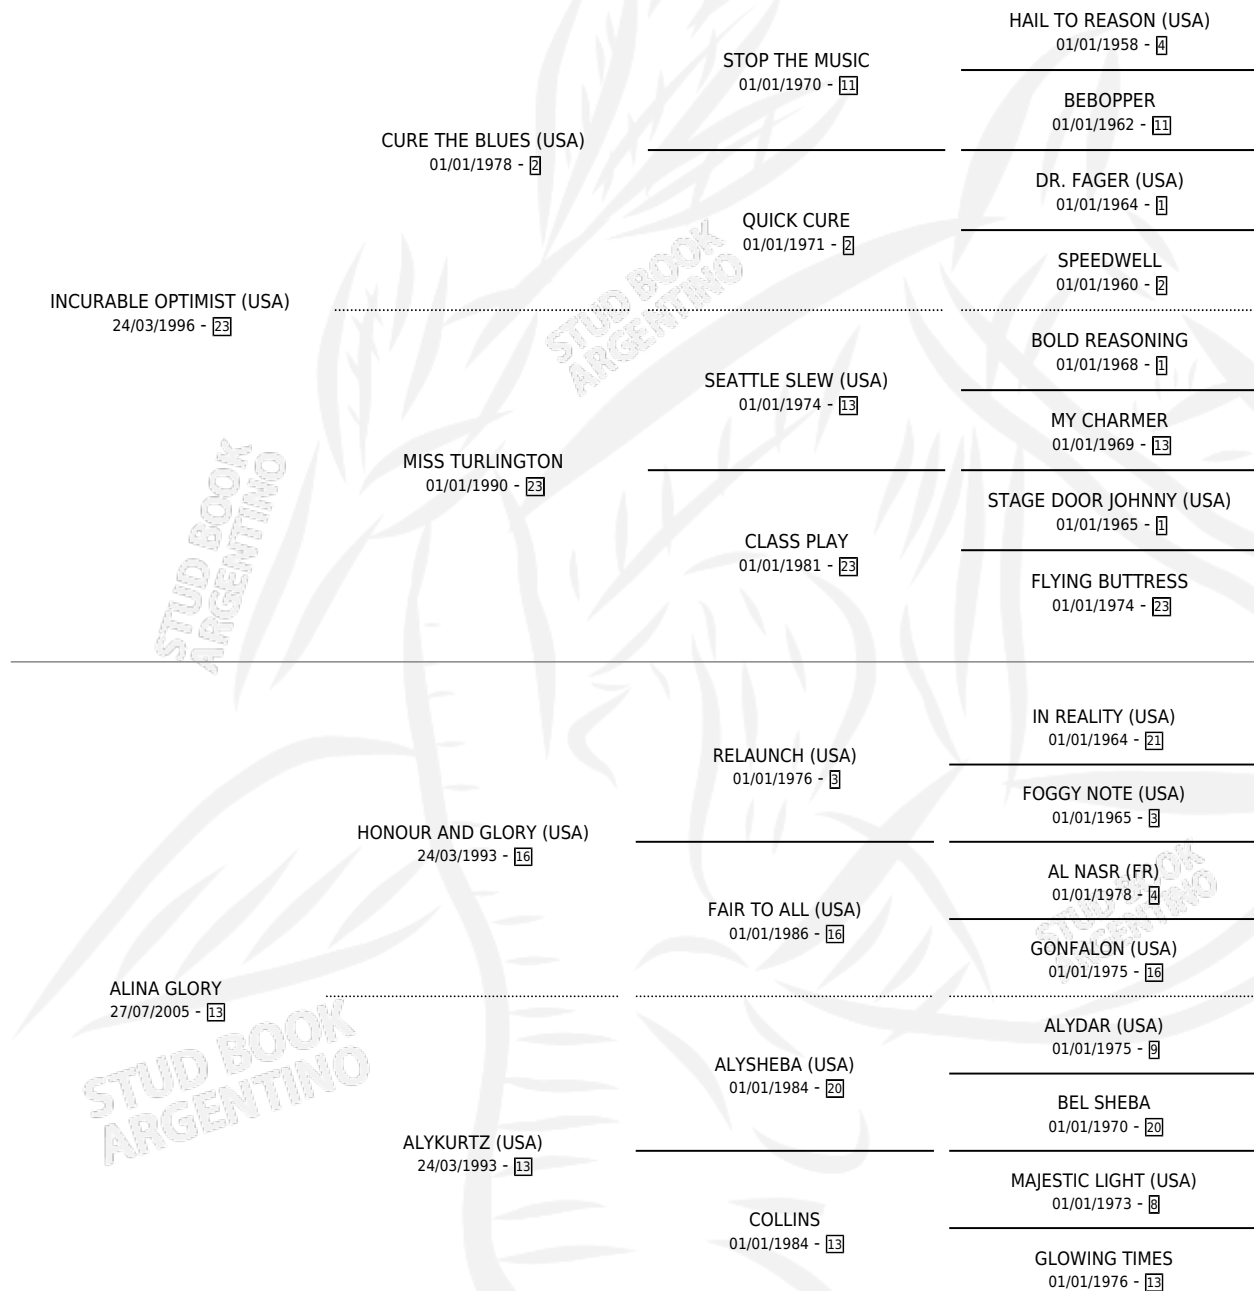 HAIL TO REASON (USA)
01/01/1958 - 4
STOP THE MUSIC
01/01/1970 - 11
BEBOPPER
01/01/1962 - 11
CURE THE BLUES (USA)
01/01/1978 - 2
DR. FAGER (USA)
01/01/1964 - 1
QUICK CURE
01/01/1971 - 2
SPEEDWELL
01/01/1960 - 2
INCURABLE OPTIMIST (USA)
24/03/1996 - 23
BOLD REASONING
01/01/1968 - 1
SEATTLE SLEW (USA)
01/01/1974 - 13
MY CHARMER
01/01/1969 - 13
MISS TURLINGTON
01/01/1990 - 23
STAGE DOOR JOHNNY (USA)
01/01/1965 - 1
CLASS PLAY
01/01/1981 - 23
FLYING BUTTRESS
01/01/1974 - 23
IN REALITY (USA)
01/01/1964 - 21
RELAUNCH (USA)
01/01/1976 - 3
FOGGY NOTE (USA)
01/01/1965 - 3
HONOUR AND GLORY (USA)
24/03/1993 - 16
AL NASR (FR)
01/01/1978 - 4
FAIR TO ALL (USA)
01/01/1986 - 16
GONFALON (USA)
01/01/1975 - 16
ALINA GLORY
27/07/2005 - 13
ALYDAR (USA)
01/01/1975 - 9
ALYSHEBA (USA)
01/01/1984 - 20
BEL SHEBA
01/01/1970 - 20
ALYKURTZ (USA)
24/03/1993 - 13
MAJESTIC LIGHT (USA)
01/01/1973 - 8
COLLINS
01/01/1984 - 13
GLOWING TIMES
01/01/1976 - 13
STUD BOOK
ARGENTINO
STUD BOOK
ARGENTINO
STUD BOOK
ARGENTINO
STUD BOOK
ARGENTINO